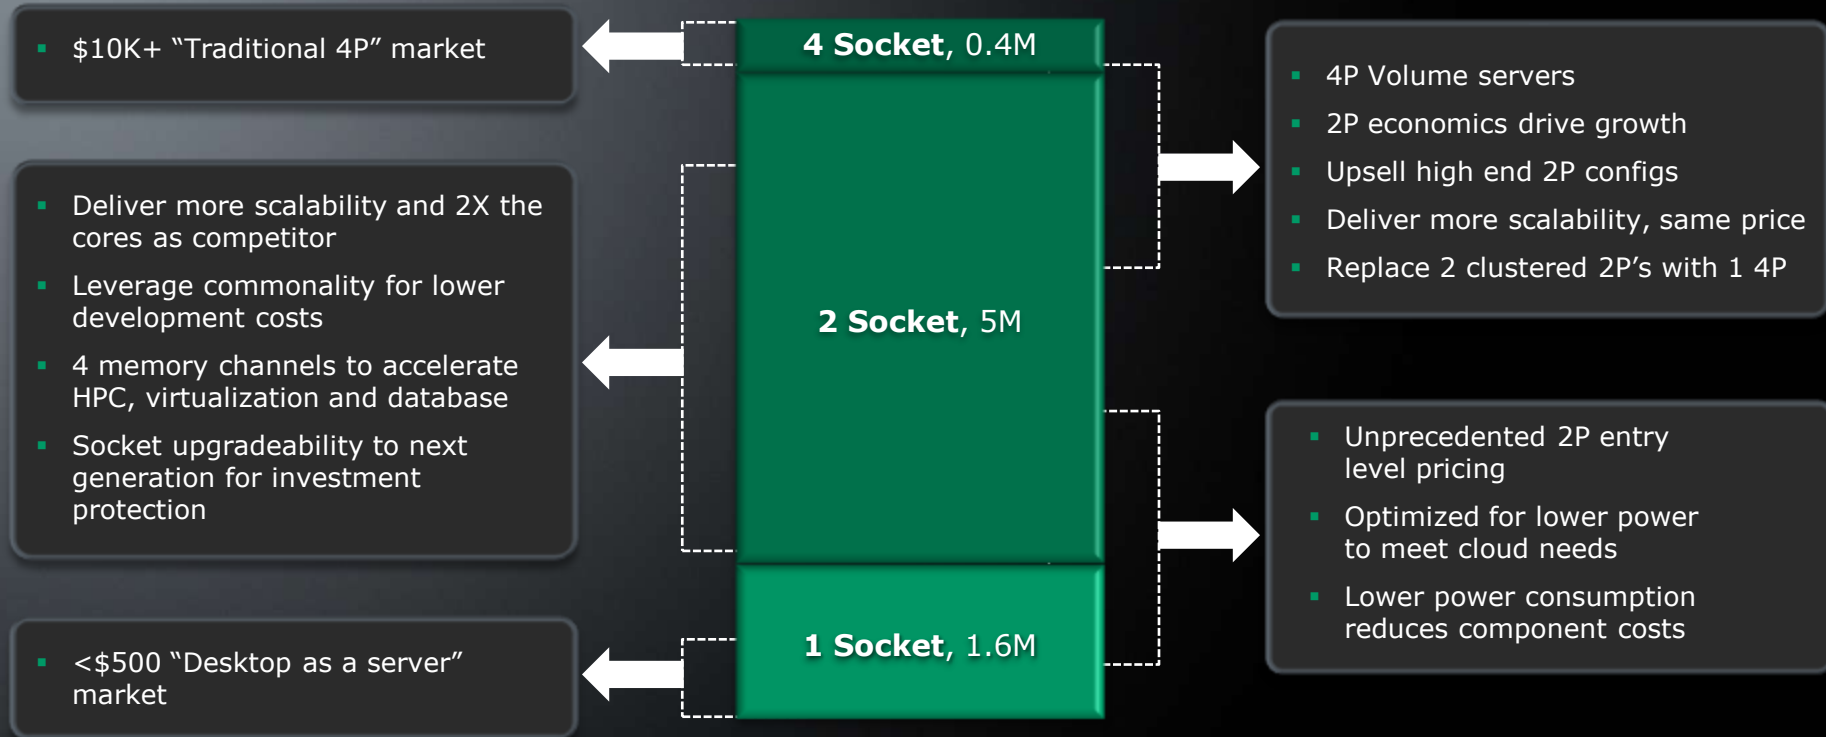 ▪ $10K+ “Traditional 4P” market
▪ Deliver more scalability and 2X the
cores as competitor
▪ Leverage commonality for lower
development costs
▪ 4 memory channels to accelerate
HPC, virtualization and database
▪ Socket upgradeability to next
generation for investment
protection
▪ <$500 “Desktop as a server”
market
4 Socket, 0.4M
2 Socket, 5M
1 Socket, 1.6M
▪ 4P Volume servers
▪ 2P economics drive growth
▪ Upsell high end 2P configs
▪ Deliver more scalability, same price
▪ Replace 2 clustered 2P’s with 1 4P
▪ Unprecedented 2P entry
level pricing
▪ Optimized for lower power
to meet cloud needs
▪ Lower power consumption
reduces component costs